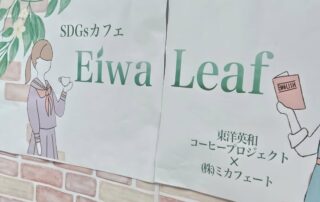 SDGsカフェ
Eiwa Leaf
ENGLISH
東洋英和
コーヒープロジェクト
×
(株)ミカフェート